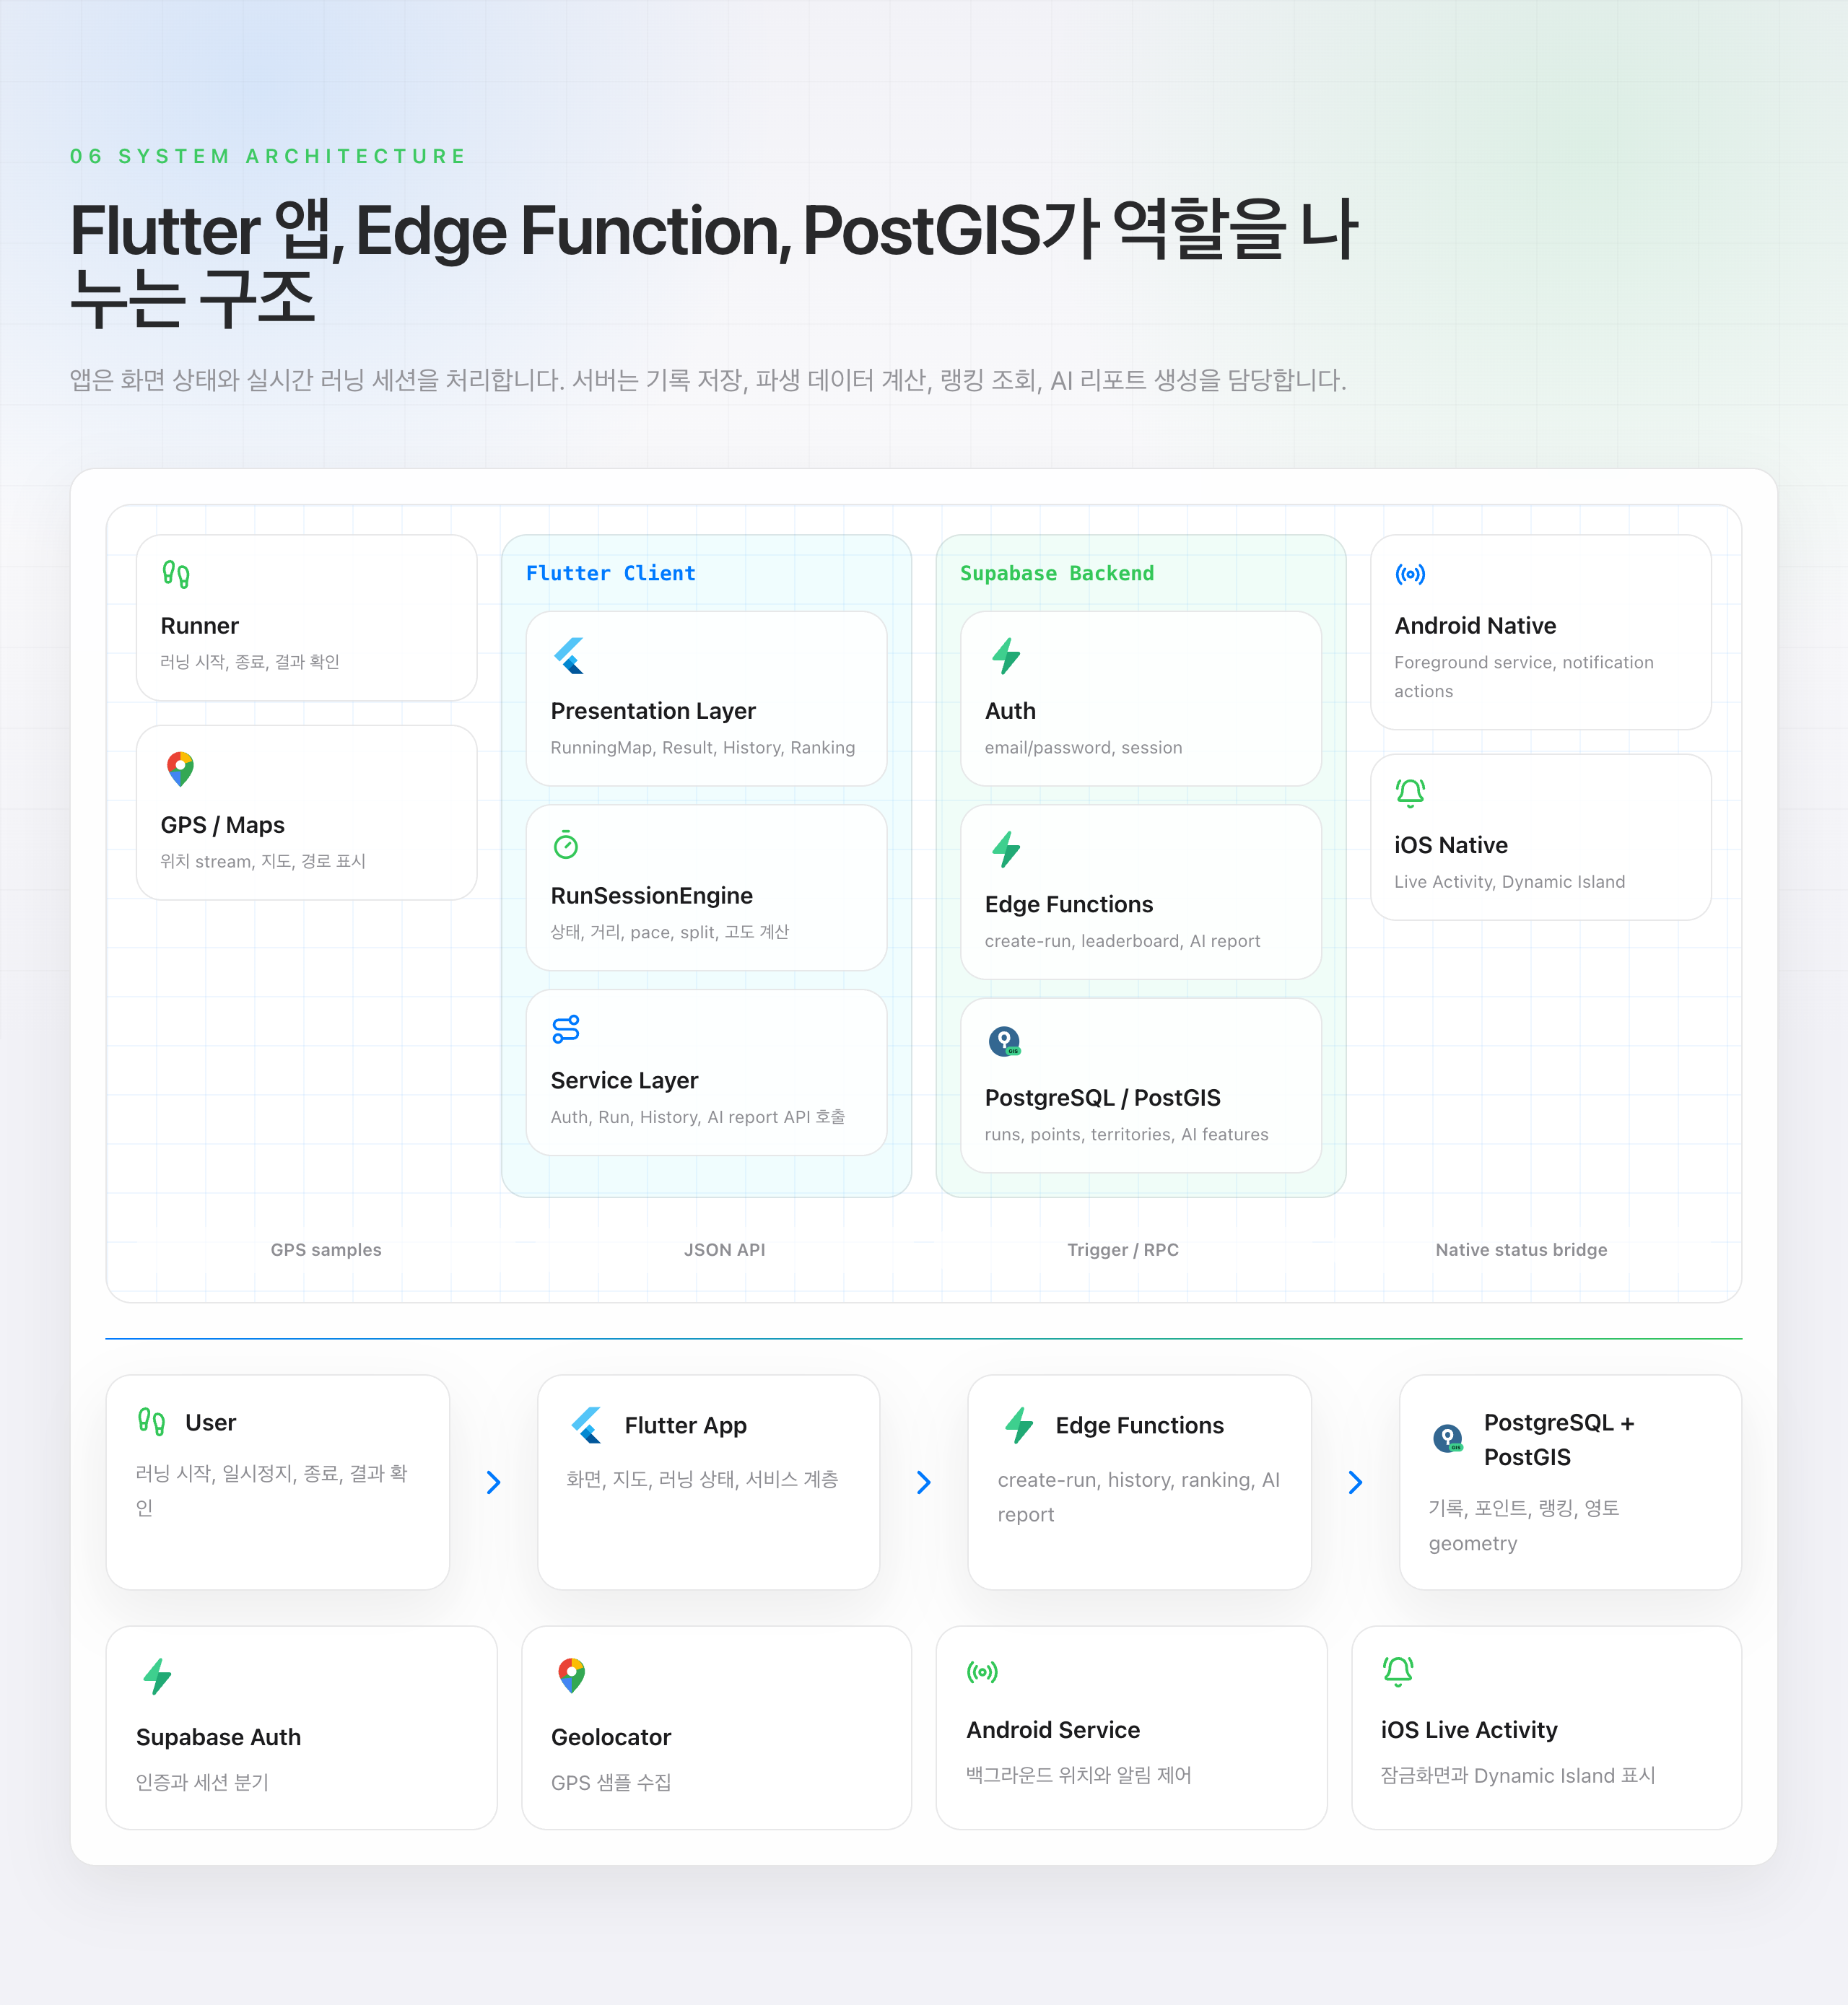 06 SYSTEM ARCHITECTURE
Flutter 앱, Edge Function, PostGIS가 역할을 나
누는 구조
앱은 화면 상태와 실시간 러닝 세션을 처리합니다. 서버는 기록 저장, 파생 데이터 계산, 랭킹 조회, AI 리포트 생성을 담당합니다.
Runner
러닝 시작, 종료, 결과 확인
GPS / Maps
위치 stream, 지도, 경로 표시
Flutter Client
Presentation Layer
RunningMap, Result, History, Ranking
RunSessionEngine
상태, 거리, pace, split, 고도 계산
Service Layer
Auth, Run, History, AI report API 호출
Supabase Backend
Auth
email/password, session
Edge Functions
create-run, leaderboard, AI report
GIS
PostgreSQL / PostGIS
runs, points, territories, AI features
Android Native
Foreground service, notification
actions
iOS Native
Live Activity, Dynamic Island
GPS samples
JSON API
Trigger / RPC
Native status bridge
User
러닝 시작, 일시정지, 종료, 결과 확
인
Flutter App
화면, 지도, 러닝 상태, 서비스 계층
Edge Functions
create-run, history, ranking, AI
report
GIS
PostgreSQL +
PostGIS
기록, 포인트, 랭킹, 영토
geometry
Supabase Auth
인증과 세션 분기
Geolocator
GPS 샘플 수집
Android Service
백그라운드 위치와 알림 제어
iOS Live Activity
잠금화면과 Dynamic Island 표시